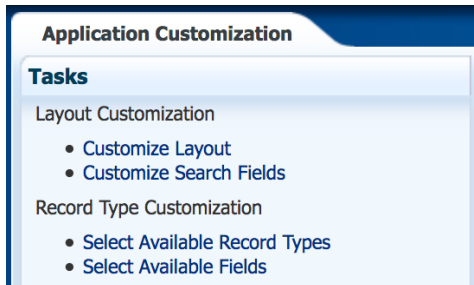 Application Customization
Tasks
Layout Customization
• Customize Layout
• Customize Search Fields
Record Type Customization
• Select Available Record Types
• Select Available Fields